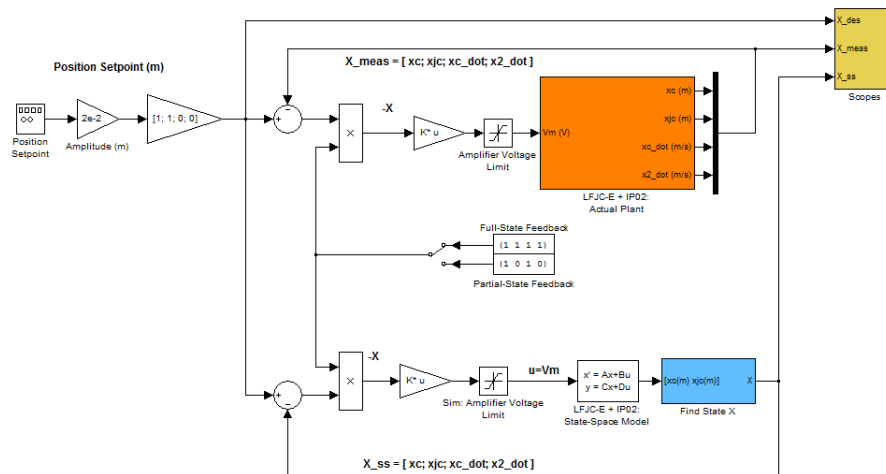 X_des
X_meas
X_ss
Scopes
X_meas = [ xc; xjc; xc_dot; x2_dot ]
Position Setpoint (m)
Position
Setpoint
2e-2
Amplitude (m)
[1; 1; 0; 0]
+
−
×
-X
K* u
Amplifier Voltage
Limit
Vm (V)
xc (m)
xjc (m)
xc_dot (m/s)
x2_dot (m/s)
LFJC-E + IP02:
Actual Plant
Full-State Feedback
(1 1 1 1)
(1 0 1 0)
Partial-State Feedback
+
−
×
-X
K* u
Sim: Amplifier Voltage
Limit
u=Vm
x' = Ax+Bu
y = Cx+Du
LFJC-E + IP02:
State-Space Model
[xc(m) xjc(m)]
X
Find State X
X_ss = [ xc; xjc; xc_dot; x2_dot ]